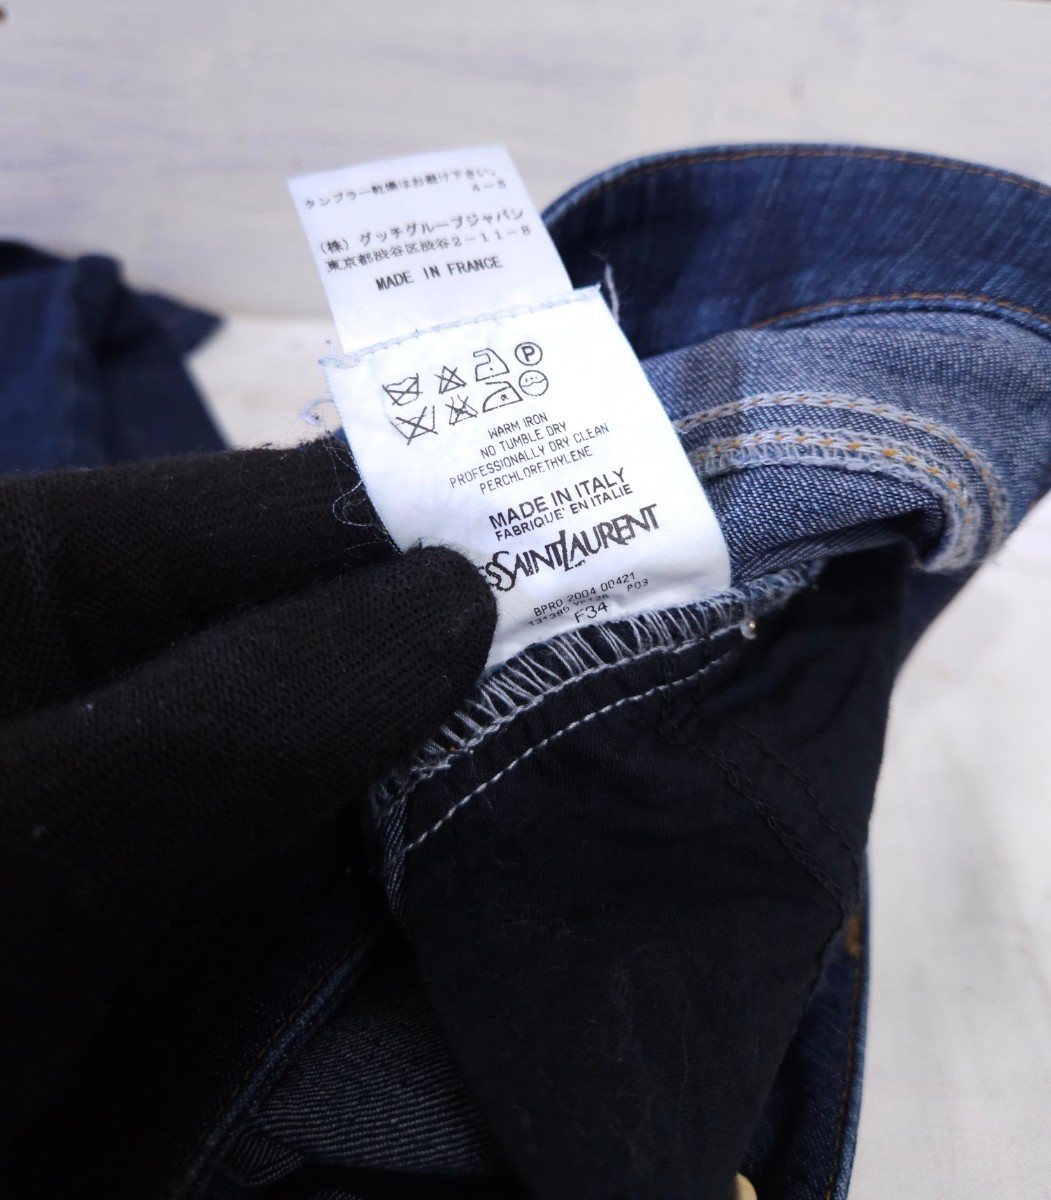 タンブラー乾燥はお避け下さい。
4-5
(株) グッチグループジャパン
東京都渋谷区渋谷2-11-8
MADE IN FRANCE
P
WARM IRON
NO TUMBLE DRY
PROFESSIONALLY DRY CLEAN
PERCHLORETHYLENE
MADE IN ITALY
FABRIQUE' EN ITALIE
SAINTLAURENT
BPRO 2004 00421
P03
F34